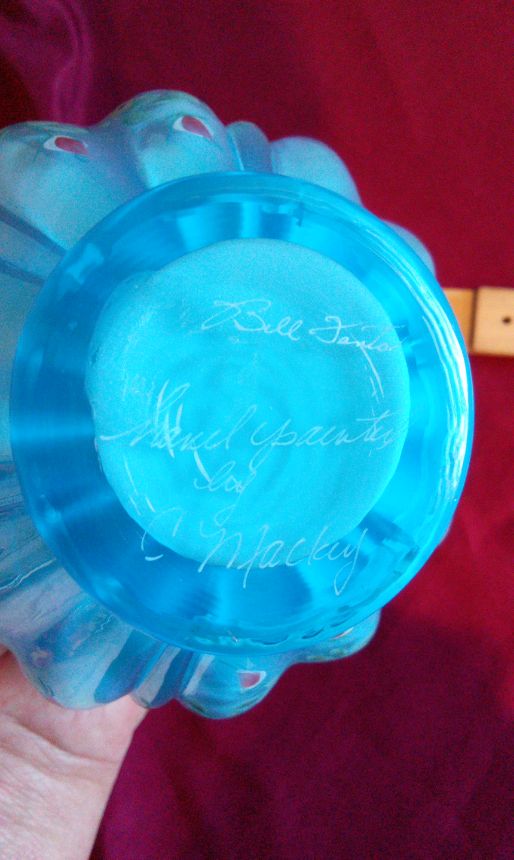 Bill Fenton
Hand painted
by
C Mackey